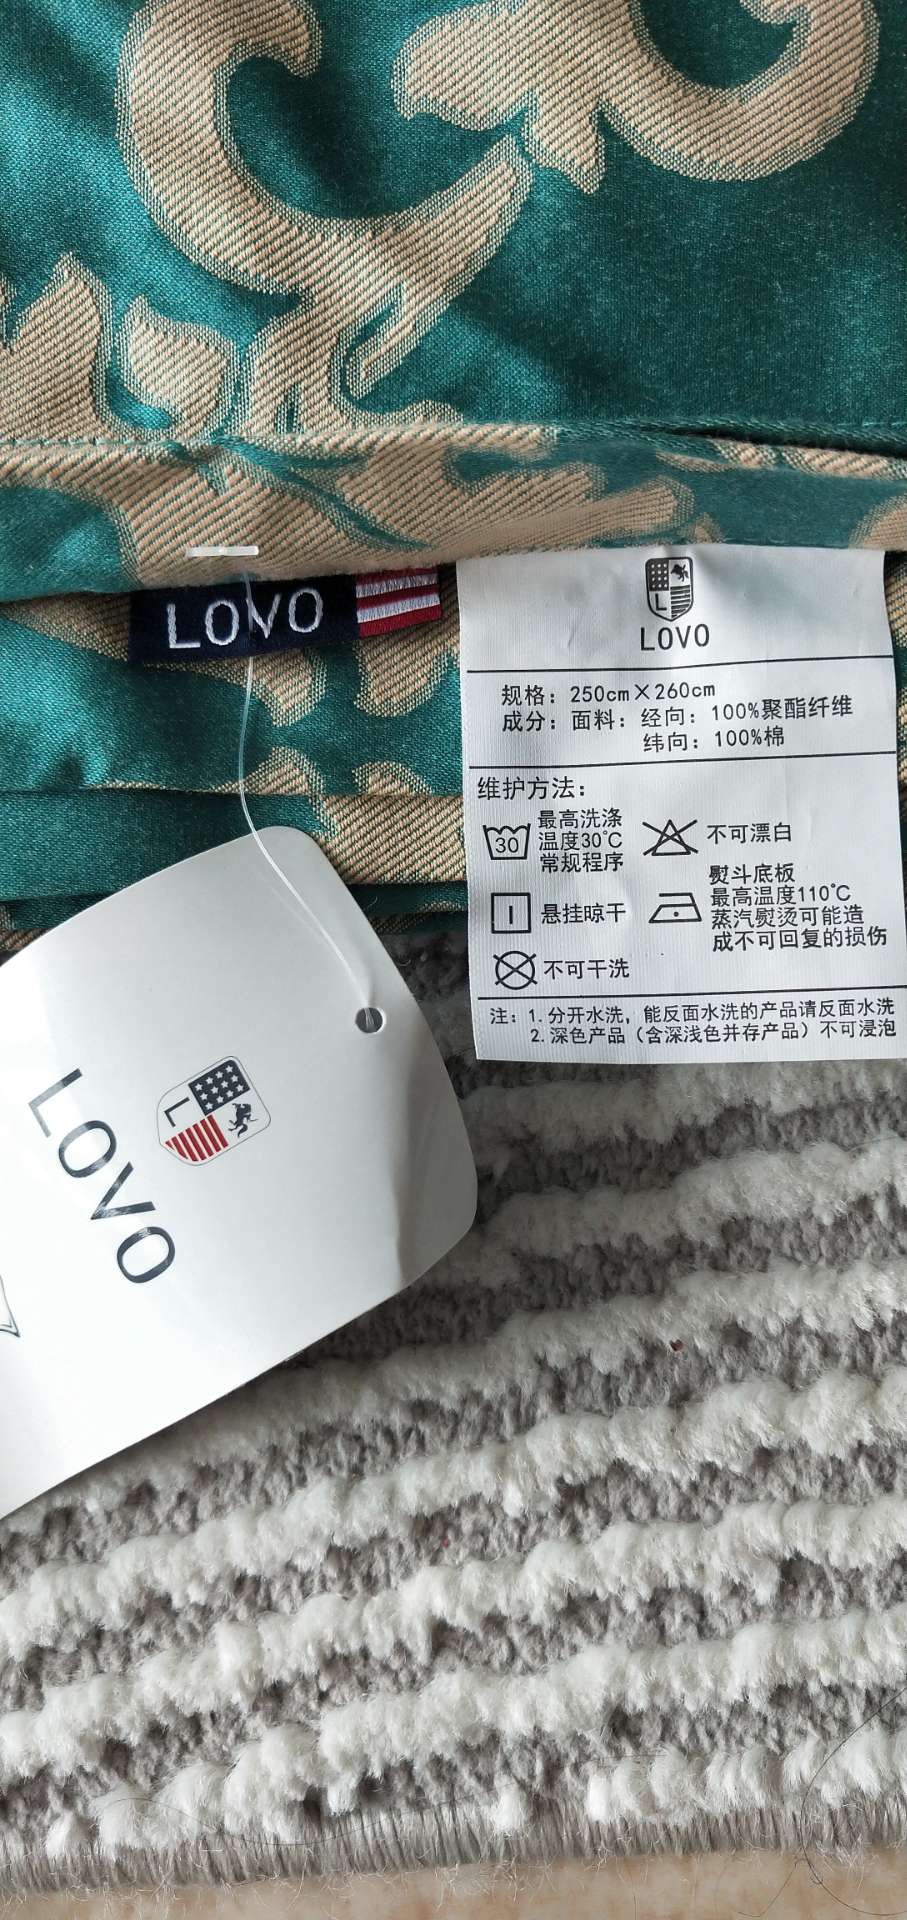 LOVO
L
LOVO
规格：250cm×260cm
成分：面料：经向：100%聚酯纤维
纬向：100%棉
维护方法：
30
最高洗涤
温度30℃
常规程序
不可漂白
悬挂晾干
熨斗底板
最高温度110℃
蒸汽熨烫可能造
成不可回复的损伤
不可干洗
注：1.分开水洗，能反面水洗的产品请反面水洗
2.深色产品（含深浅色并存产品）不可浸泡
L
LOVO